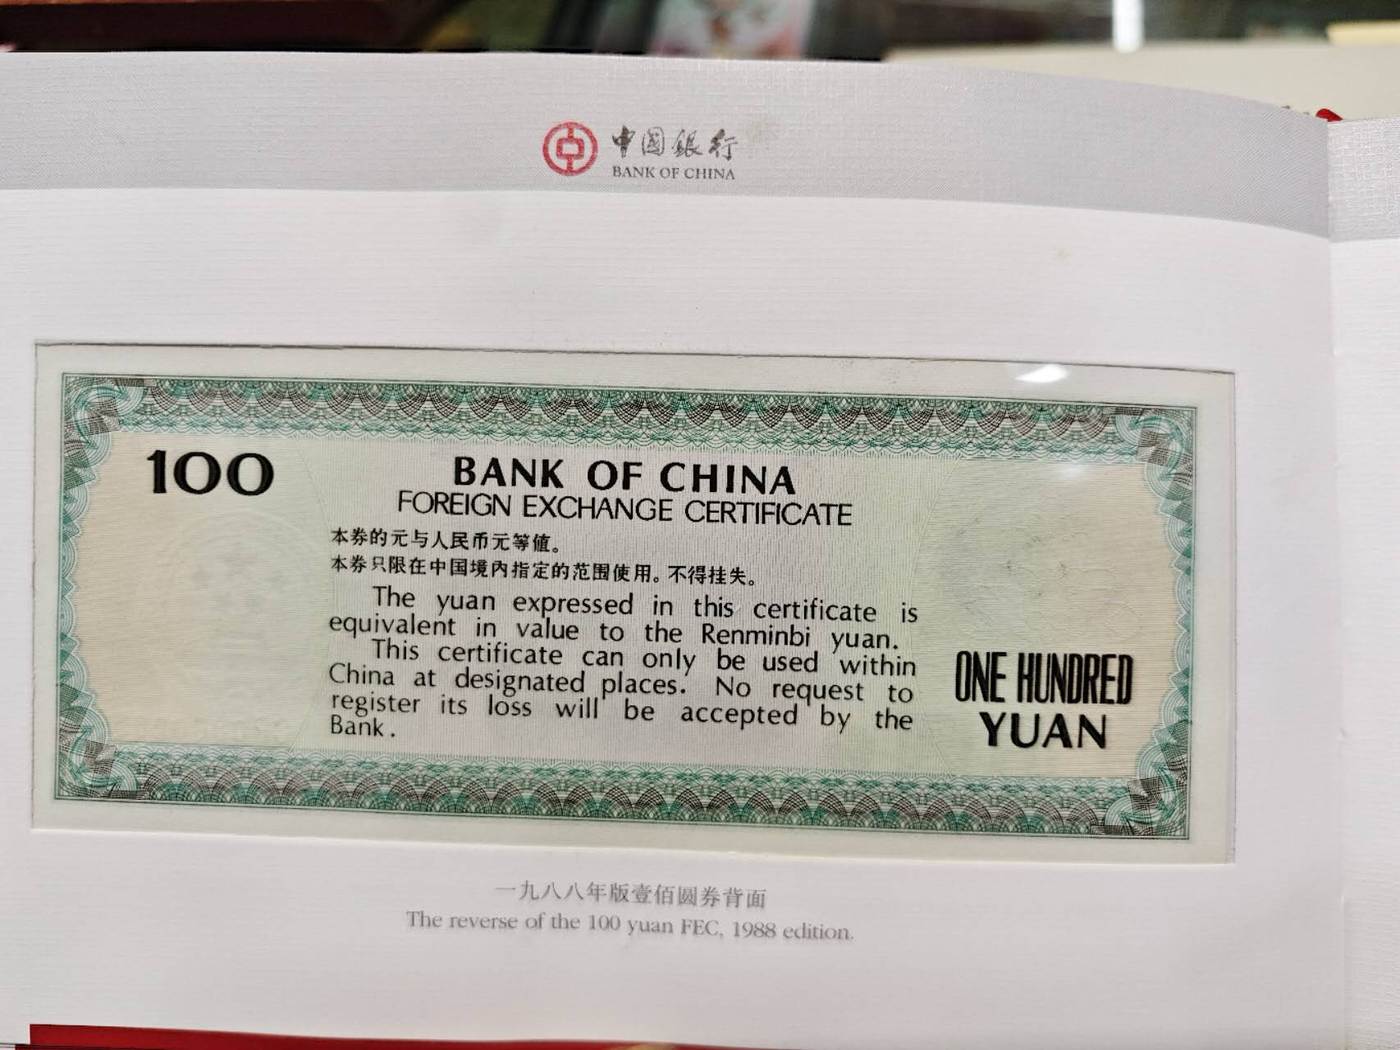 中國銀行
BANK OF CHINA
100
BANK OF CHINA
FOREIGN EXCHANGE CERTIFICATE
本券的元与人民币元等值。
本券只限在中国境内指定的范围使用。不得挂失。
The yuan expressed in this certificate is
equivalent in value to the Renminbi yuan.
This certificate can only be used within
China at designated places. No request to
register its loss will be accepted by the
Bank.
ONE HUNDRED
YUAN
一九八八年版壹佰圆券背面
The reverse of the 100 yuan FEC, 1988 edition.